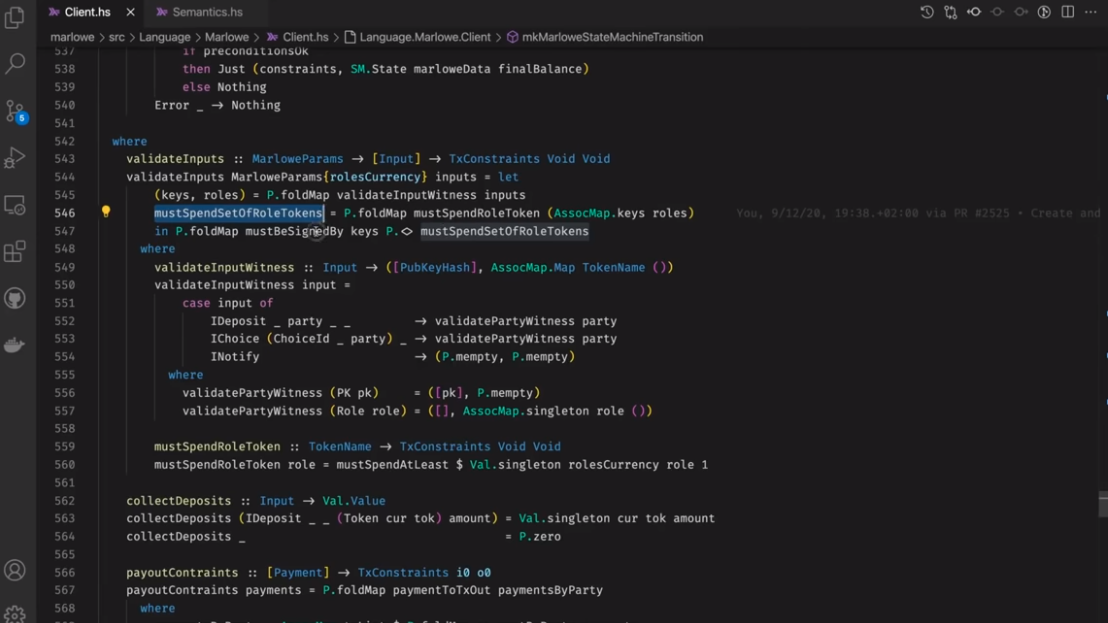 Client.hs
Semantics.hs
marlowe > src > Language > Marlowe > Client.hs > Language.Marlowe.Client > mkMarloweStateMachineTransition
537 if preconditionsOk
538 then Just (constraints, SM.State marloweData finalBalance)
539 else Nothing
540 Error _ → Nothing
541
542 where
543 validateInputs :: MarloweParams → [Input] → TxConstraints Void Void
544 validateInputs MarloweParams{rolesCurrency} inputs = let
545 (keys, roles) = P.foldMap validateInputWitness inputs
546 mustSpendSetOfRoleTokens = P.foldMap mustSpendRoleToken (AssocMap.keys roles) You, 9/12/20, 19:38.+02:00 via PR #2525 • Create and
547 in P.foldMap mustBeSignedBy keys P.<> mustSpendSetOfRoleTokens
548 where
549 validateInputWitness :: Input → ([PubKeyHash], AssocMap.Map TokenName ())
550 validateInputWitness input =
551 case input of
552 IDeposit _ party _ _ → validatePartyWitness party
553 IChoice (ChoiceId _ party) _ → validatePartyWitness party
554 INotify → (P.mempty, P.mempty)
555 where
556 validatePartyWitness (PK pk) = ([pk], P.mempty)
557 validatePartyWitness (Role role) = ([], AssocMap.singleton role ())
558
559 mustSpendRoleToken :: TokenName → TxConstraints Void Void
560 mustSpendRoleToken role = mustSpendAtLeast $ Val.singleton rolesCurrency role 1
561
562 collectDeposits :: Input → Val.Value
563 collectDeposits (IDeposit _ _ (Token cur tok) amount) = Val.singleton cur tok amount
564 collectDeposits _ = P.zero
565
566 payoutContraints :: [Payment] → TxConstraints i0 o0
567 payoutContraints payments = P.foldMap paymentToTxOut paymentsByParty
568 where
5